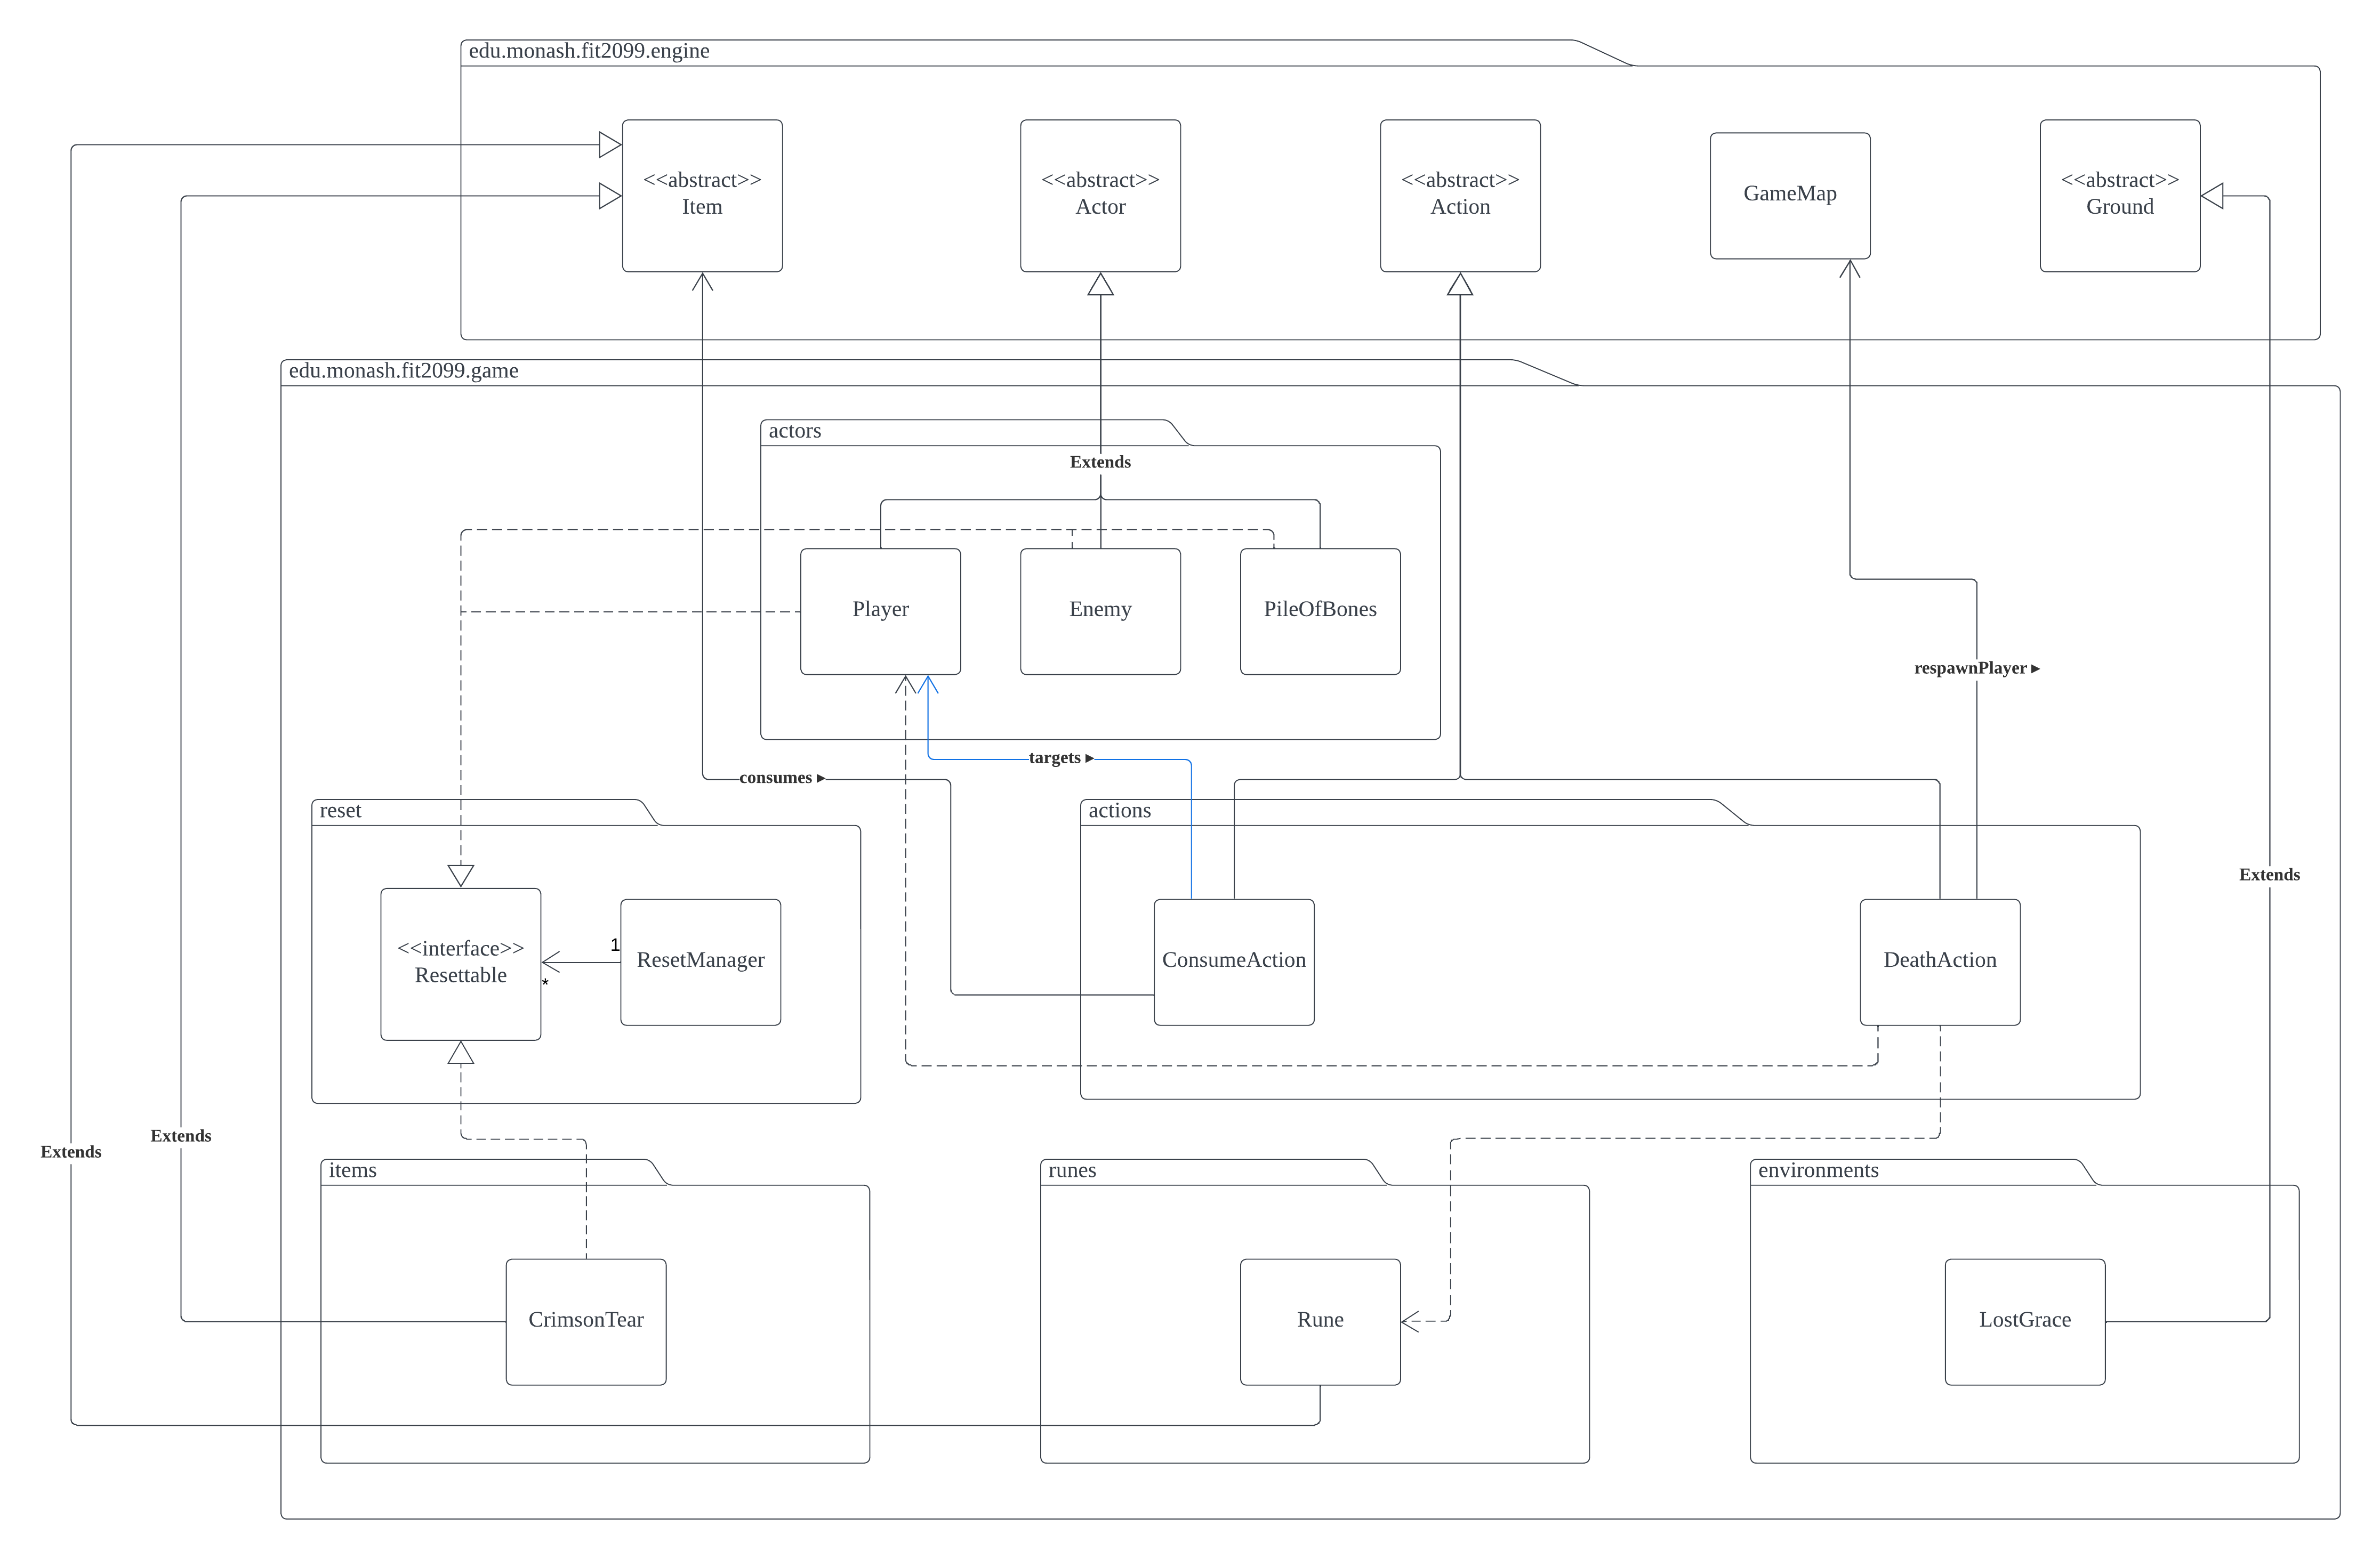 edu.monash.fit2099.engine
<<abstract>>
Item
<<abstract>>
Actor
<<abstract>>
Action
GameMap
<<abstract>>
Ground
edu.monash.fit2099.game
actors
Extends
Player
Enemy
PileOfBones
respawnPlayer ►
targets ►
consumes ►
reset
actions
Extends
<<interface>>
Resettable
1
*
ResetManager
ConsumeAction
DeathAction
Extends
Extends
items
runes
environments
CrimsonTear
Rune
LostGrace